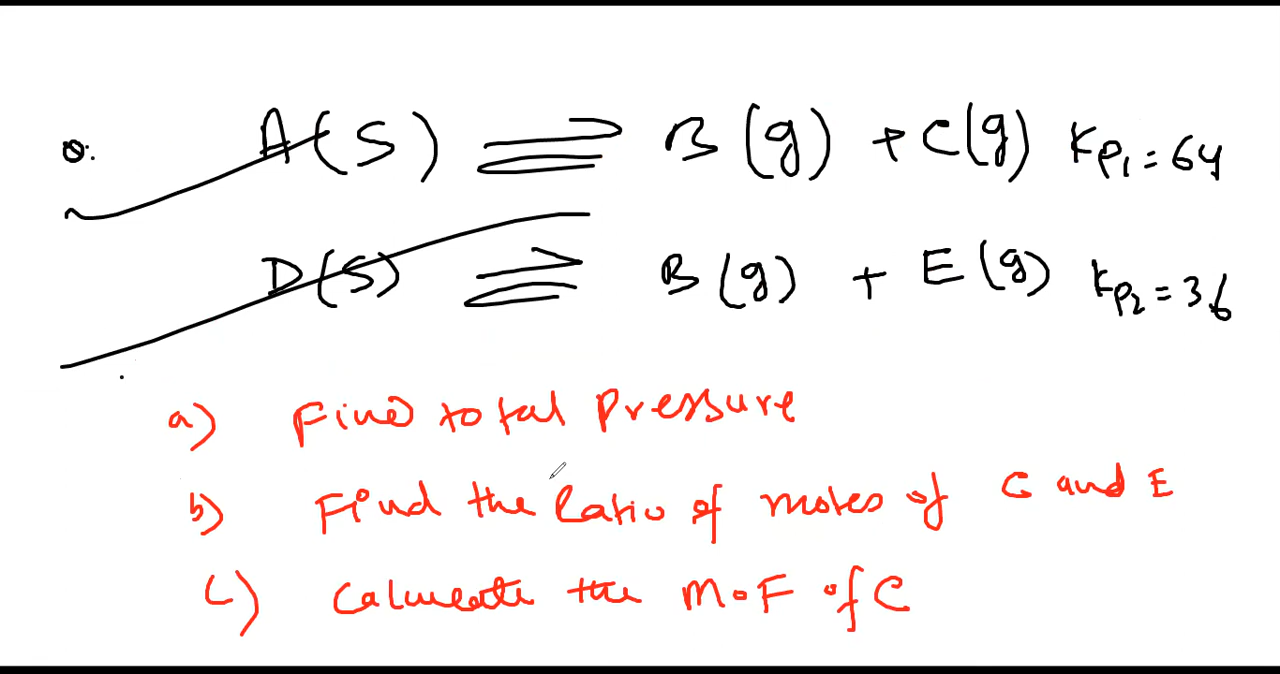 Q. A(S) ⇌ B(g) + C(g) Kp₁ = 64
D(S) ⇌ B(g) + E(g) Kp₂ = 36
a) Find total Pressure
b) Find the Ratio of moles of C and E
c) Calculate the M.F of C